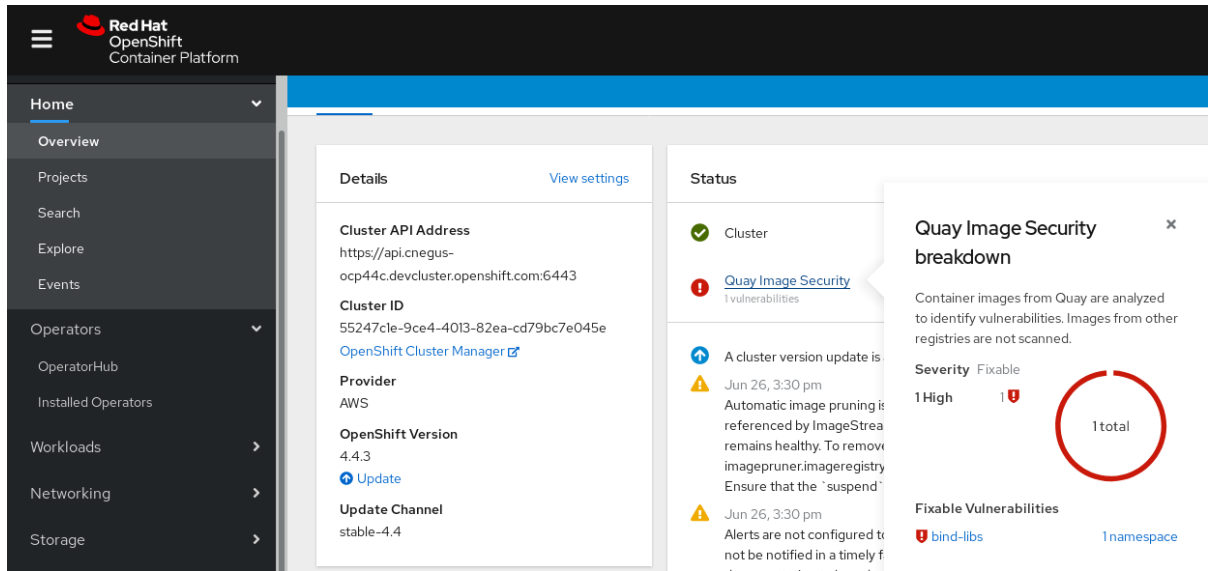 Red Hat
OpenShift
Container Platform
Home
Overview
Projects
Search
Explore
Events
Operators
OperatorHub
Installed Operators
Workloads
Networking
Storage
Details
View settings
Cluster API Address
https://api.cnegus-
ocp44c.devcluster.openshift.com:6443
Cluster ID
55247c1e-9ce4-4013-82ea-cd79bc7e045e
OpenShift Cluster Manager
Provider
AWS
OpenShift Version
4.4.3
Update
Update Channel
stable-4.4
Status
Cluster
Quay Image Security
1 vulnerabilities
A cluster version update is
Jun 26, 3:30 pm
Automatic image pruning is
referenced by ImageStrea
remains healthy. To remove
imagepruner.imageregistry
Ensure that the `suspend`
Jun 26, 3:30 pm
Alerts are not configured to
not be notified in a timely f
Quay Image Security
breakdown
Container images from Quay are analyzed
to identify vulnerabilities. Images from other
registries are not scanned.
Severity Fixable
1 High 1
1 total
Fixable Vulnerabilities
bind-libs 1 namespace